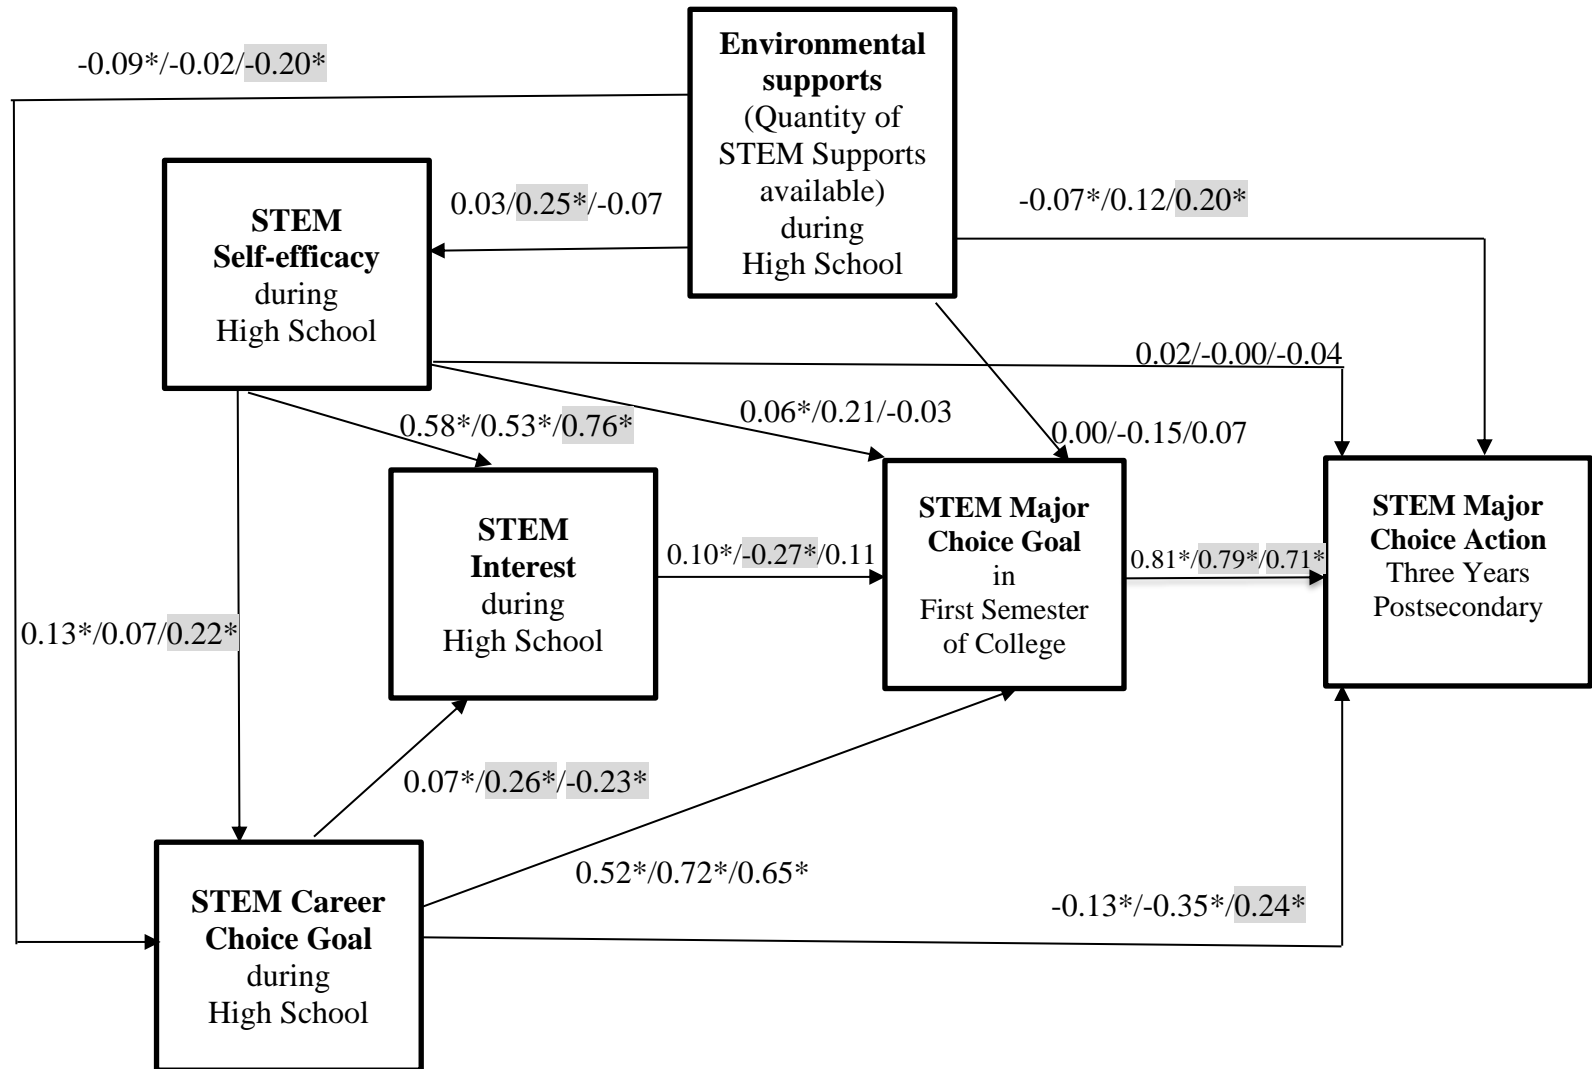 Environmental
supports
(Quantity of
STEM Supports
available)
during
High School
-0.09*/-0.02/-0.20*
STEM
Self-efficacy
during
High School
0.03/0.25*/-0.07
-0.07*/0.12/0.20*
0.02/-0.00/-0.04
0.58*/0.53*/0.76*
0.06*/0.21/-0.03
0.00/-0.15/0.07
STEM
Interest
during
High School
0.10*/-0.27*/0.11
STEM Major
Choice Goal
in
First Semester
of College
0.81*/0.79*/0.71*
STEM Major
Choice Action
Three Years
Postsecondary
0.13*/0.07/0.22*
0.07*/0.26*/-0.23*
0.52*/0.72*/0.65*
-0.13*/-0.35*/0.24*
STEM Career
Choice Goal
during
High School